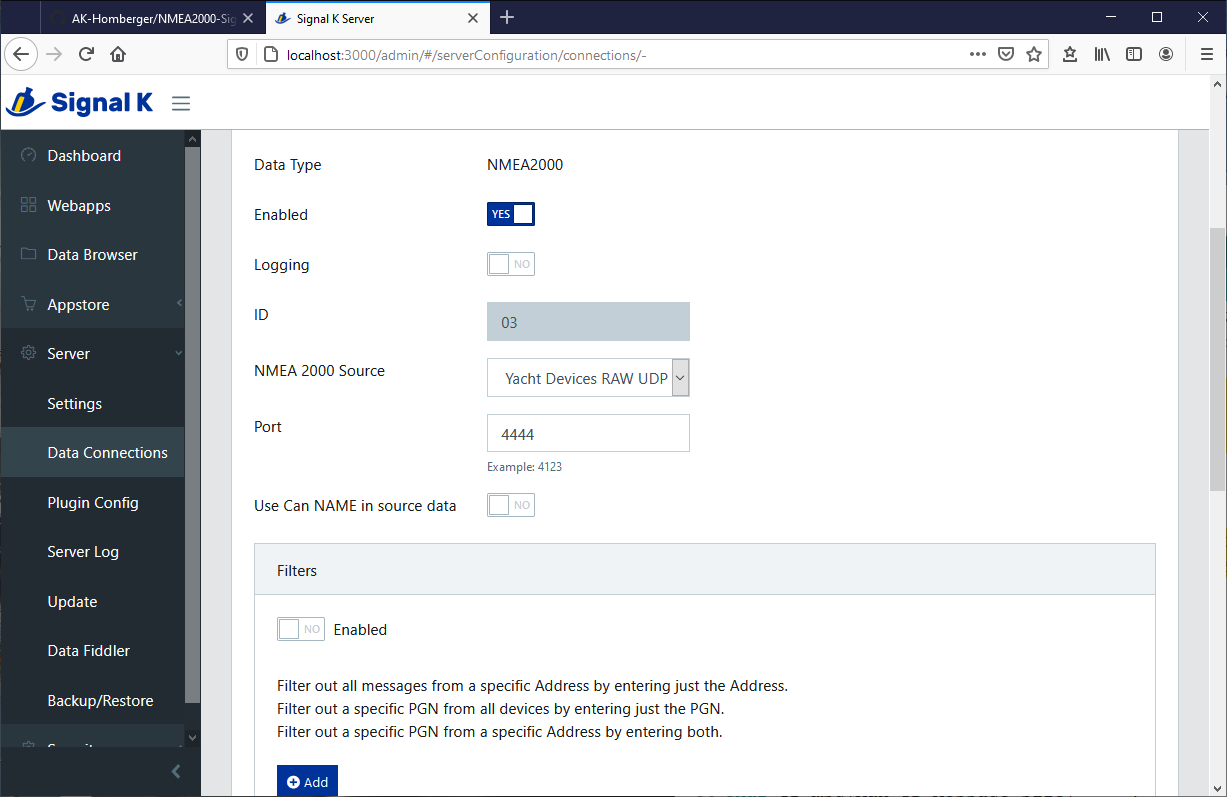 AK-Homberger/NMEA2000-Sig
Signal K Server
localhost:3000/admin/#/serverConfiguration/connections/-
Signal K
Dashboard
Webapps
Data Browser
Appstore
Server
Settings
Data Connections
Plugin Config
Server Log
Update
Data Fiddler
Backup/Restore
Data Type NMEA2000
Enabled YES
Logging NO
ID 03
NMEA 2000 Source Yacht Devices RAW UDP
Port 4444
Example: 4123
Use Can NAME in source data NO
Filters
NO Enabled
Filter out all messages from a specific Address by entering just the Address.
Filter out a specific PGN from all devices by entering just the PGN.
Filter out a specific PGN from a specific Address by entering both.
Add